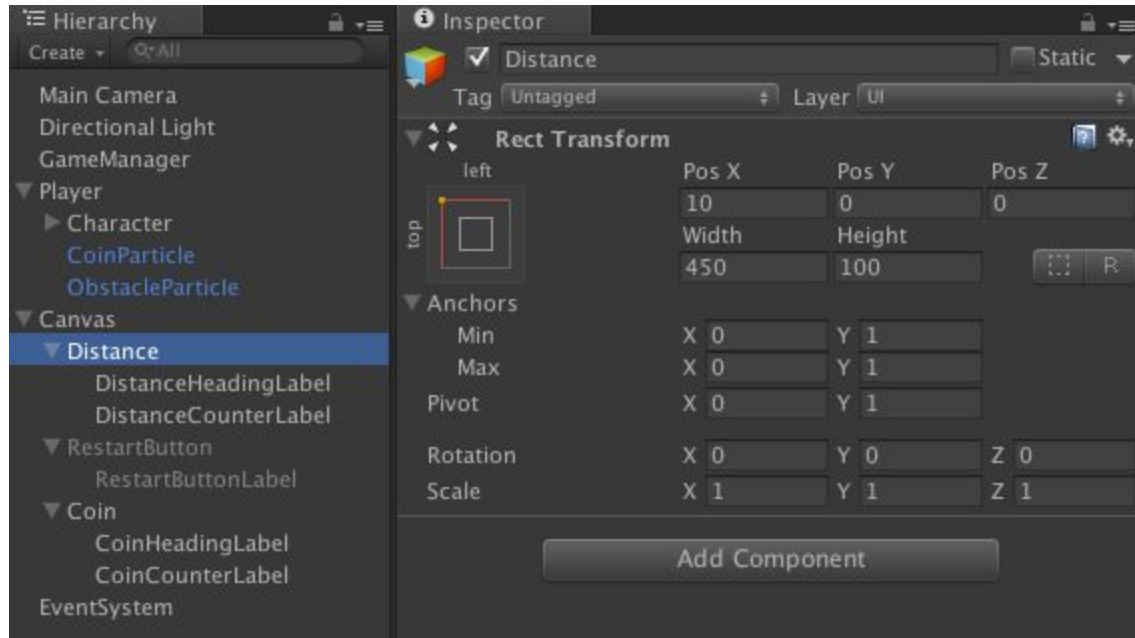 Hierarchy
Create All
Main Camera
Directional Light
GameManager
Player
Character
CoinParticle
ObstacleParticle
Canvas
Distance
DistanceHeadingLabel
DistanceCounterLabel
RestartButton
RestartButtonLabel
Coin
CoinHeadingLabel
CoinCounterLabel
EventSystem
Inspector
Distance Static
Tag Untagged Layer UI
Rect Transform
left Pos X Pos Y Pos Z
top 10 0 0
Width Height
450 100 R
Anchors
Min X 0 Y 1
Max X 0 Y 1
Pivot X 0 Y 1
Rotation X 0 Y 0 Z 0
Scale X 1 Y 1 Z 1
Add Component